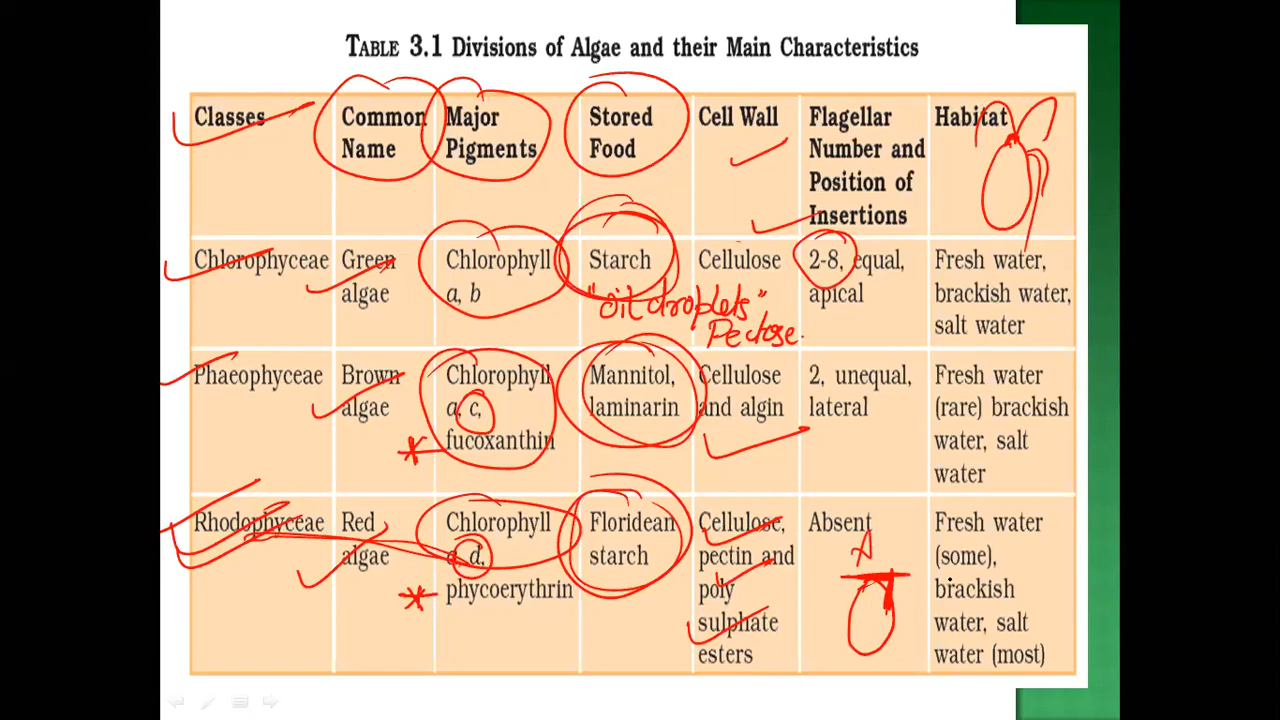 TABLE 3.1 Divisions of Algae and their Main Characteristics
Classes
Common
Name
Major
Pigments
Stored
Food
Cell Wall
Flagellar
Number and
Position of
Insertions
Habitat
Chlorophyceae
Green
algae
Chlorophyll
a, b
Starch
"Oil droplets"
Cellulose
Pectose.
2-8, equal,
apical
Fresh water,
brackish water,
salt water
Phaeophyceae
Brown
algae
Chlorophyll
a, c,
fucoxanthin
Mannitol,
laminarin
Cellulose
and algin
2, unequal,
lateral
Fresh water
(rare) brackish
water, salt
water
Rhodophyceae
Red
algae
Chlorophyll
a, d,
phycoerythrin
Floridean
starch
Cellulose,
pectin and
poly
sulphate
esters
Absent
A
Fresh water
(some),
brackish
water, salt
water (most)